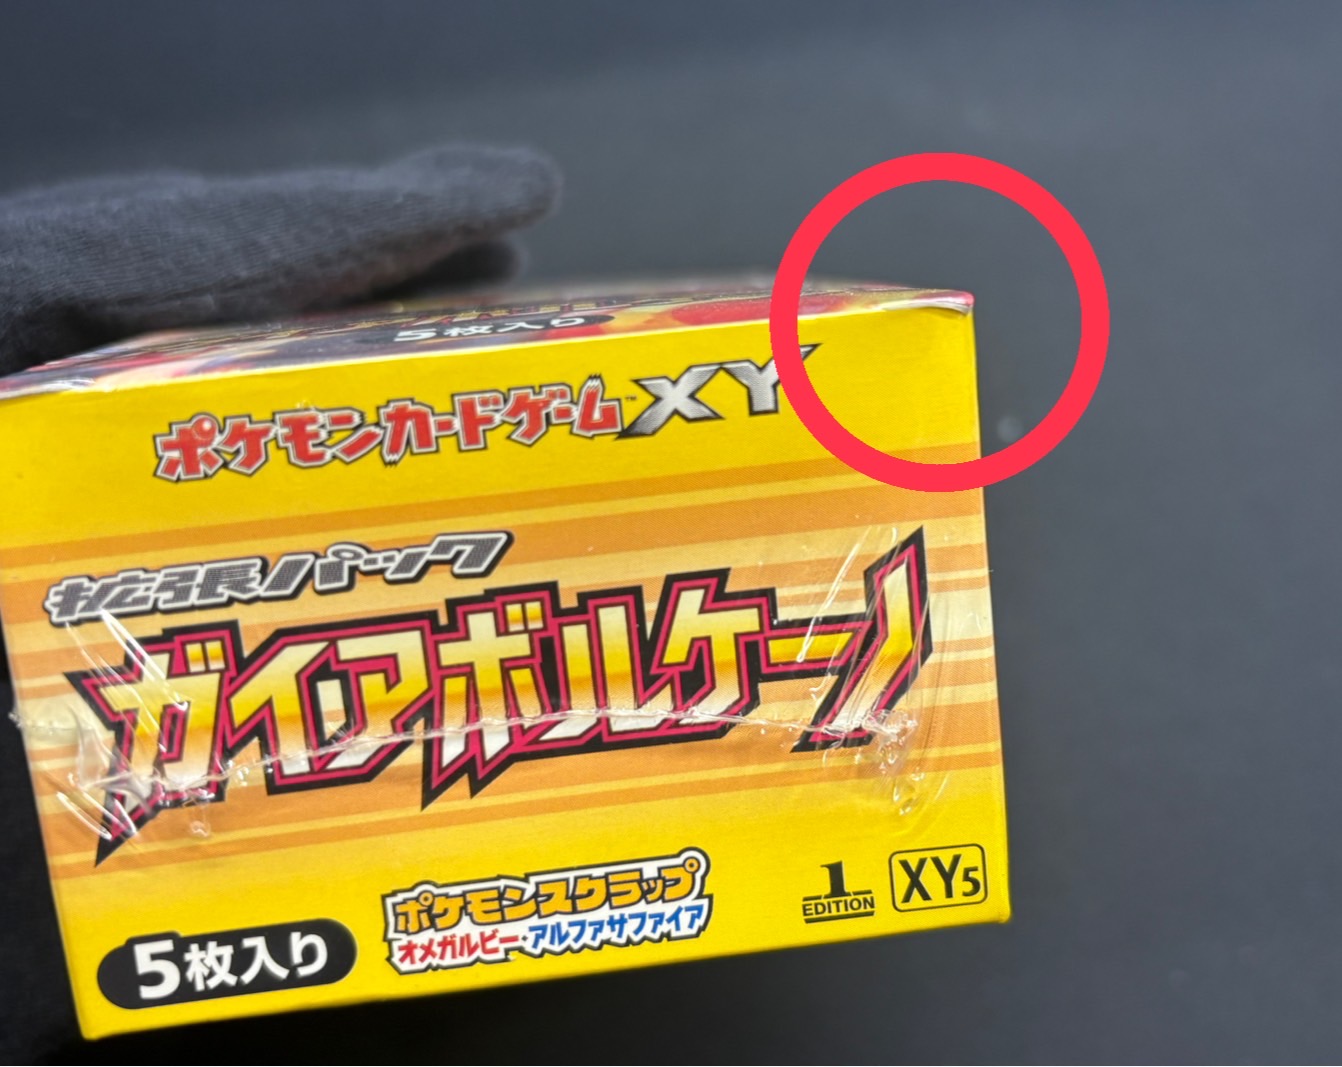 5枚入り
ポケモンカードゲーム™XY
拡張パック
ガイアボルケーノ
ポケモンスクラップ
オメガルビー・アルファサファイア
1
EDITION
XY5
5枚入り